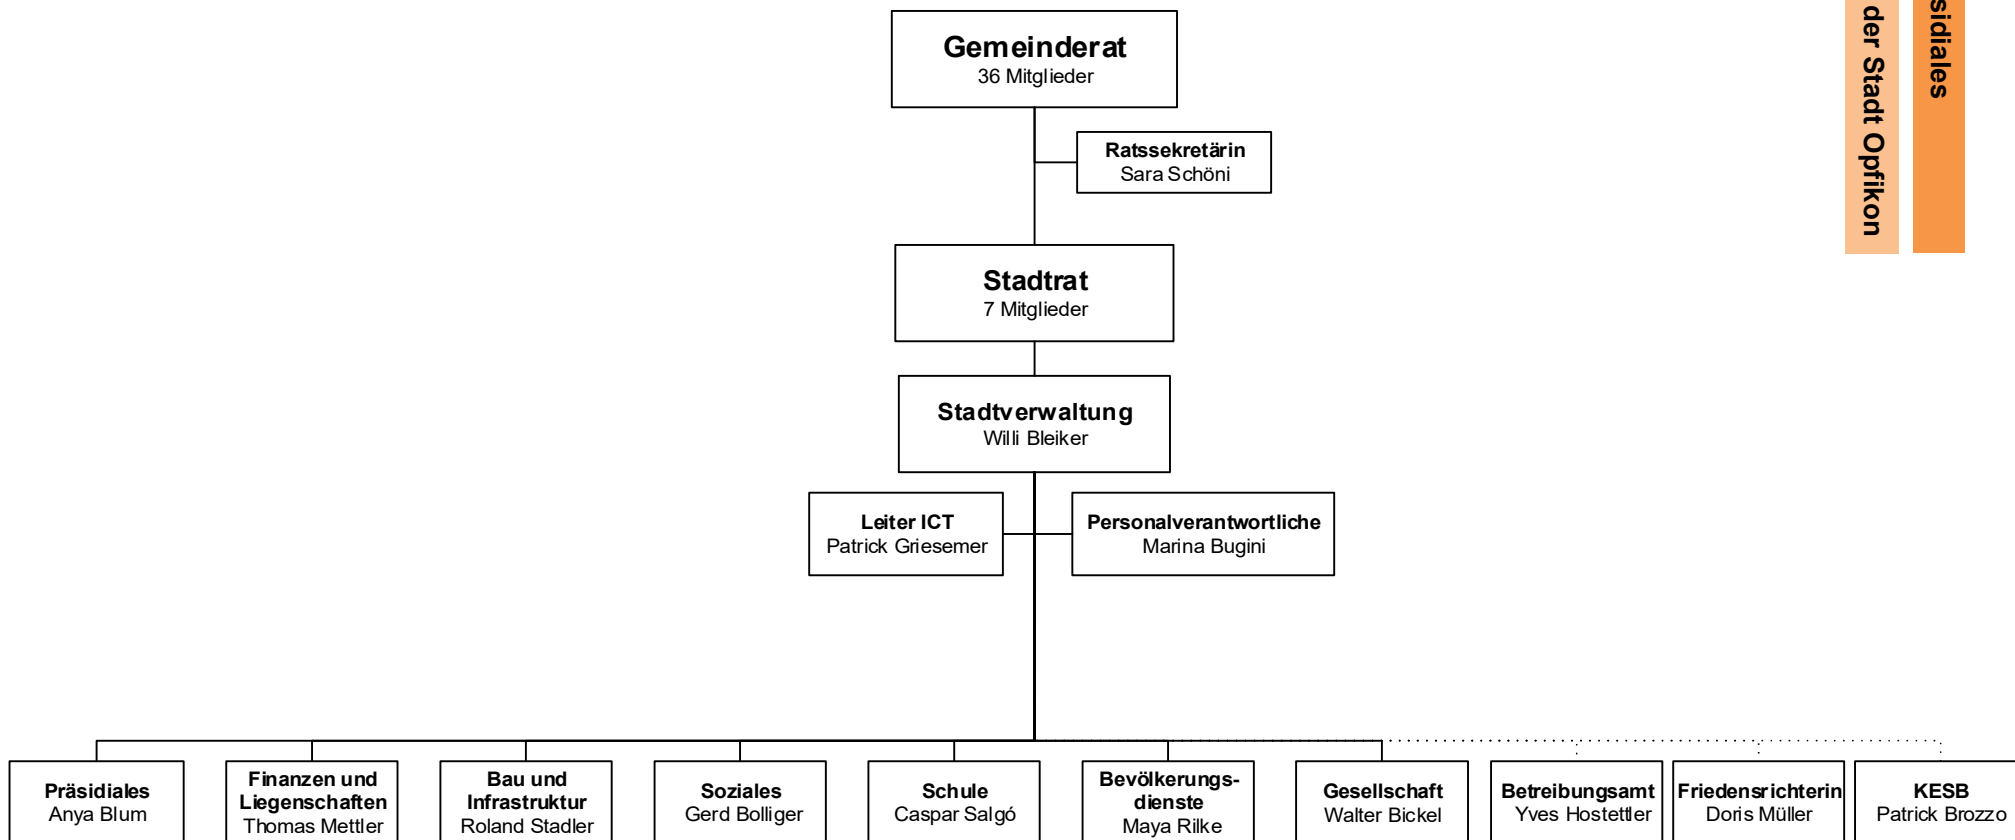 Gemeinderat
36 Mitglieder
Ratssekretärin
Sara Schöni
Stadtrat
7 Mitglieder
Stadtverwaltung
Willi Bleiker
Leiter ICT
Patrick Griesemer
Personalverantwortliche
Marina Bugini
Präsidiales
Anya Blum
Finanzen und
Liegenschaften
Thomas Mettler
Bau und
Infrastruktur
Roland Stadler
Soziales
Gerd Bolliger
Schule
Caspar Salgó
Bevölkerungs-
dienste
Maya Rilke
Gesellschaft
Walter Bickel
Betreibungsamt
Yves Hostettler
Friedensrichterin
Doris Müller
KESB
Patrick Brozzo
sidiales
der Stadt Opfikon